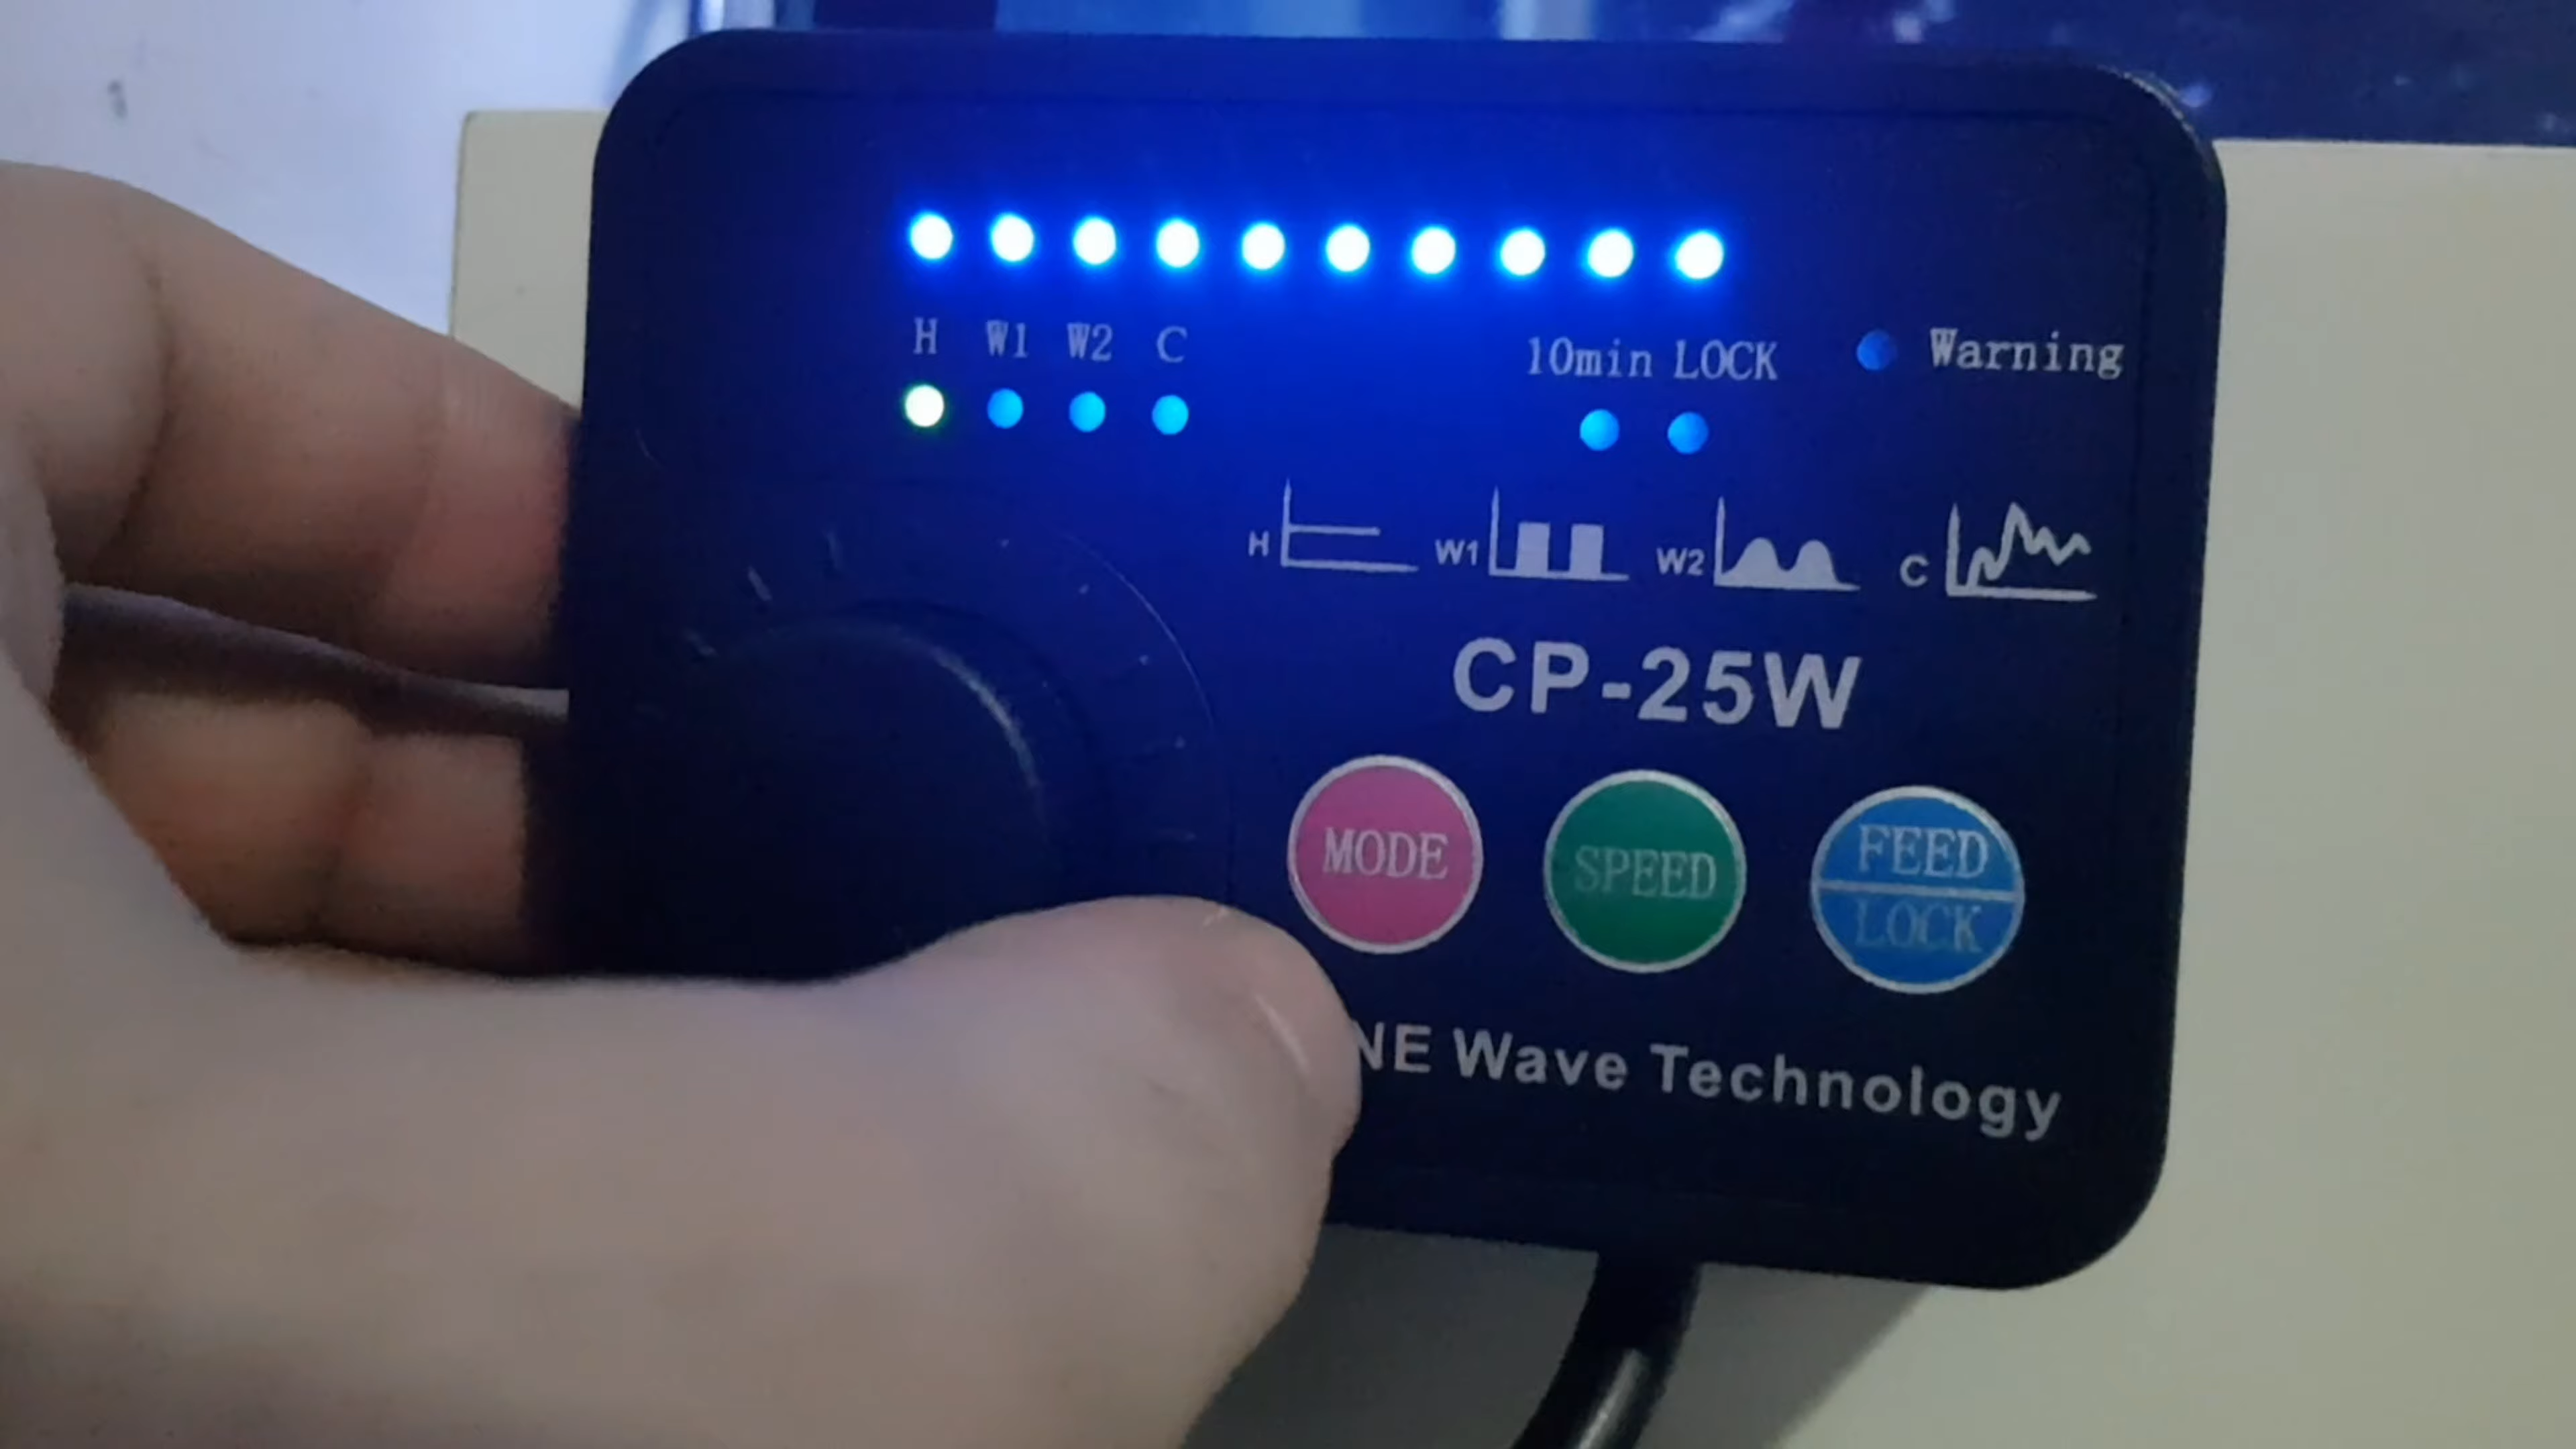 H W1 W2 C
10min LOCK Warning
H W1 W2 C
CP-25W
MODE SPEED FEED
LOCK
NE Wave Technology